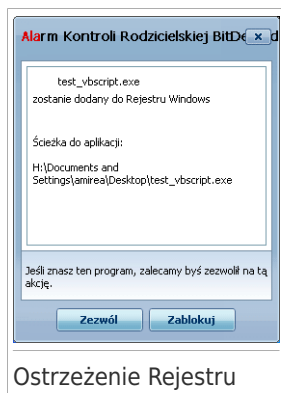 Alarm Kontroli Rodzicielskiej BitDe d
test_vbscript.exe
zostanie dodany do Rejestru Windows
Ścieżka do aplikacji:
H:\Documents and
Settings\amirea\Desktop\test_vbscript.exe
Jeśli znasz ten program, zalecamy byś zezwolił na tą
akcję.
Zezwól Zablokuj
Ostrzeżenie Rejestru